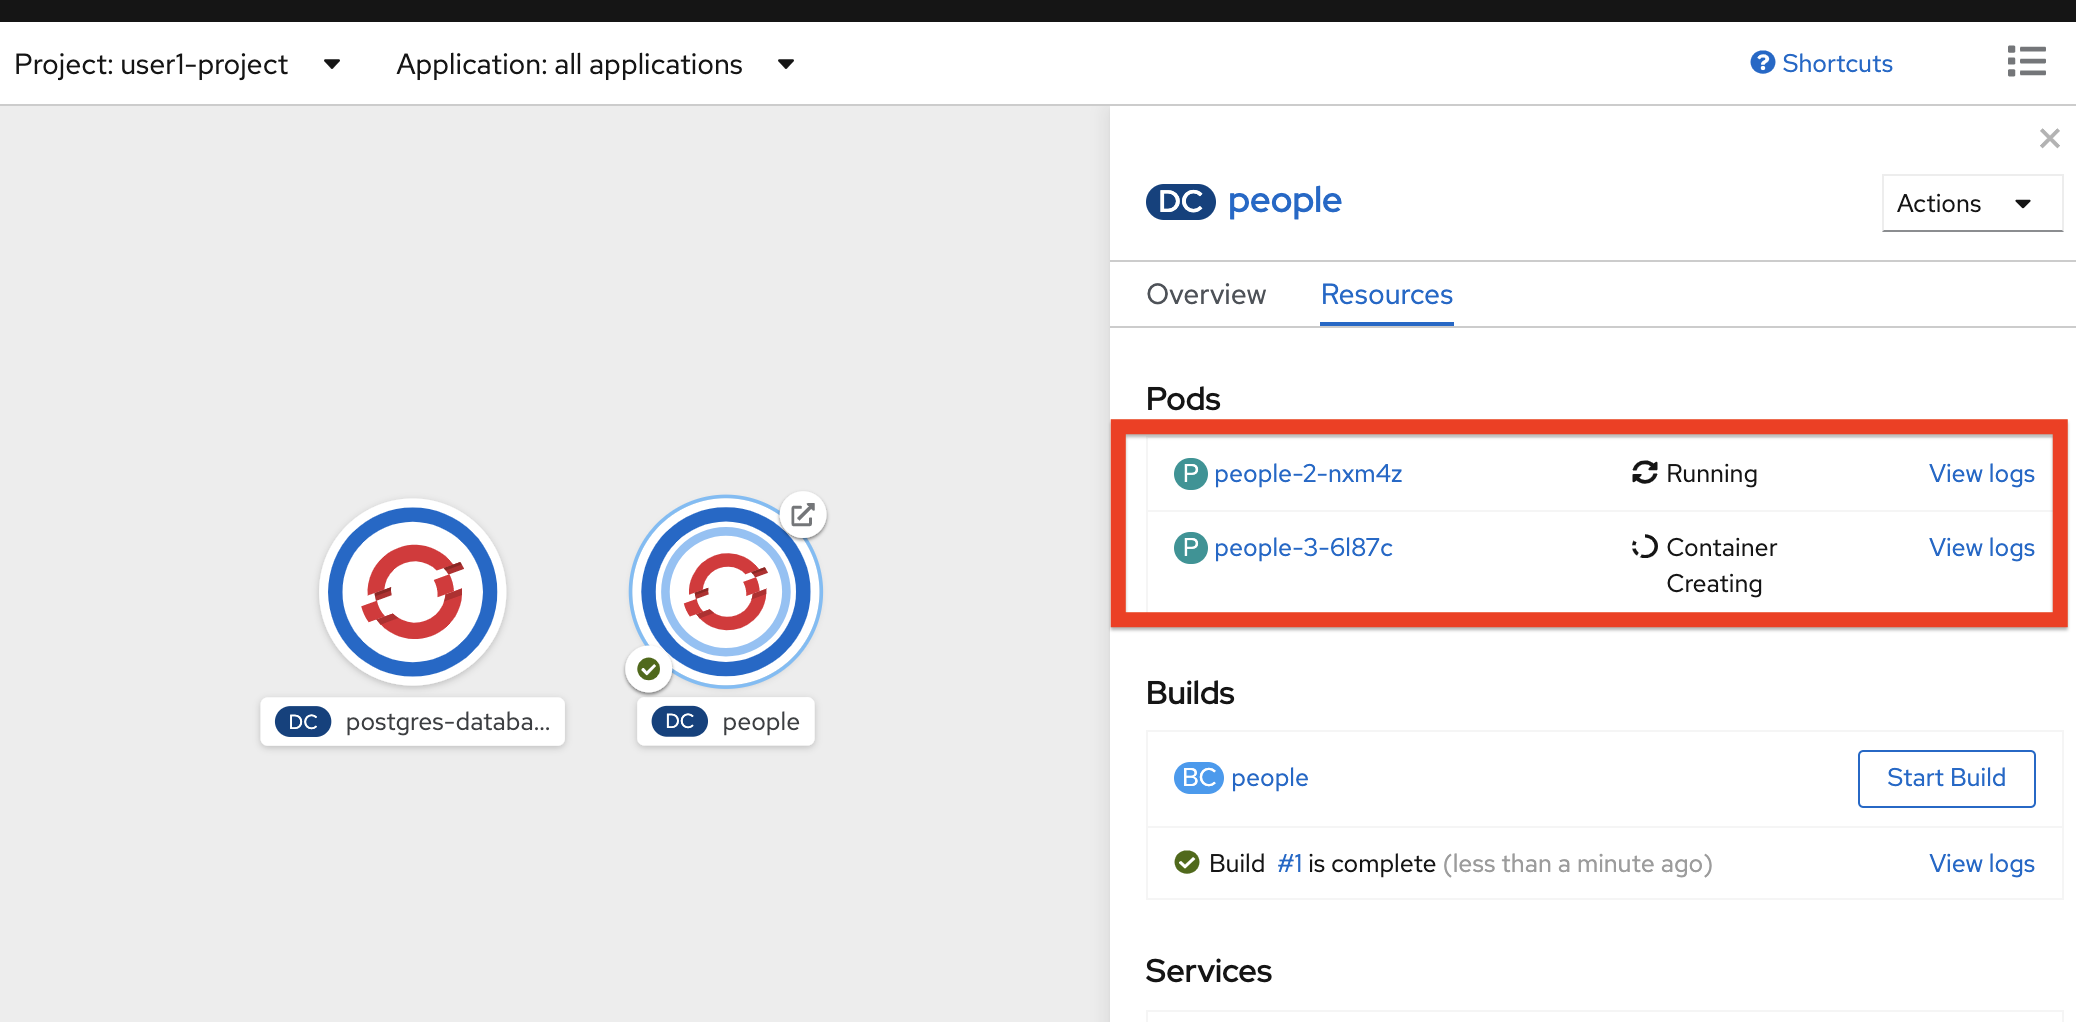 Project: user1-project Application: all applications Shortcuts
DC people Actions
Overview Resources
Pods
P people-2-nxm4z Running View logs
P people-3-6l87c Container Creating View logs
DC postgres-databa...
DC people
Builds
BC people Start Build
Build #1 is complete (less than a minute ago) View logs
Services